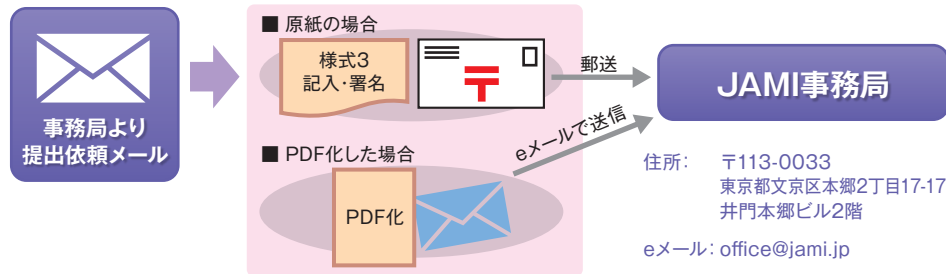 事務局より
提出依頼メール
■ 原紙の場合
様式3
記入・署名
〒
郵送
■ PDF化した場合
PDF化
eメールで送信
JAMI事務局
住所： 〒113-0033
東京都文京区本郷2丁目17-17
井門本郷ビル2階
eメール：office@jami.jp